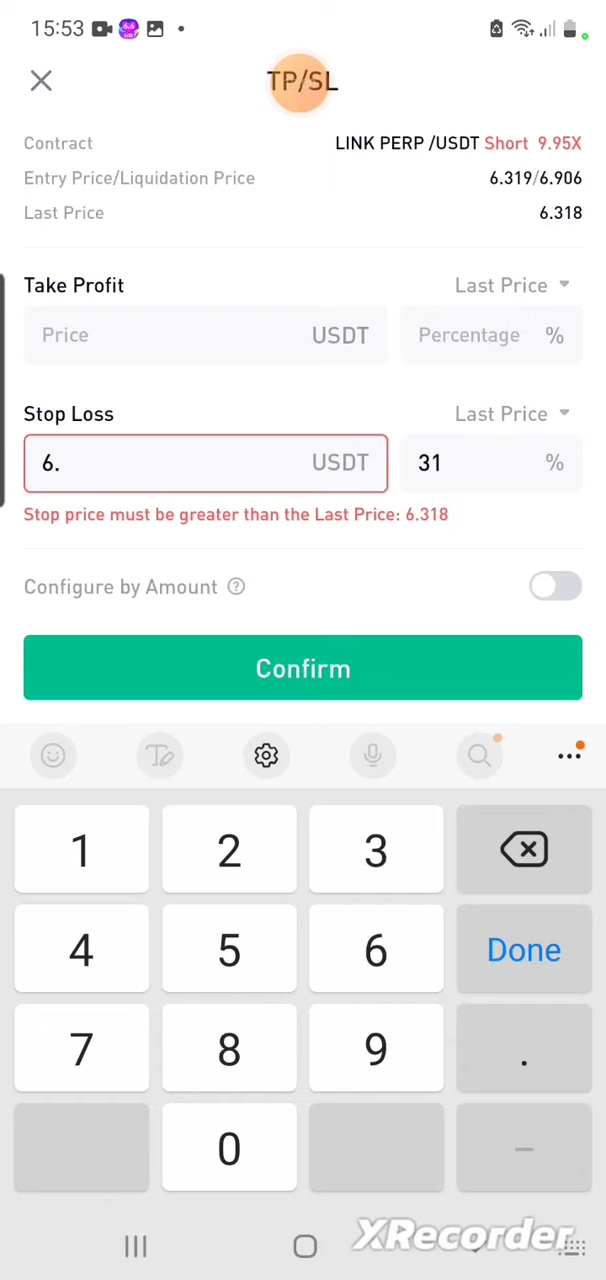 15:53
TP/SL
Contract LINK PERP /USDT Short 9.95X
Entry Price/Liquidation Price 6.319/6.906
Last Price 6.318
Take Profit Last Price
Price USDT Percentage %
Stop Loss Last Price
6. USDT 31 %
Stop price must be greater than the Last Price: 6.318
Configure by Amount ?
Confirm
1 2 3
4 5 6 Done
7 8 9 .
0 –
XRecorder